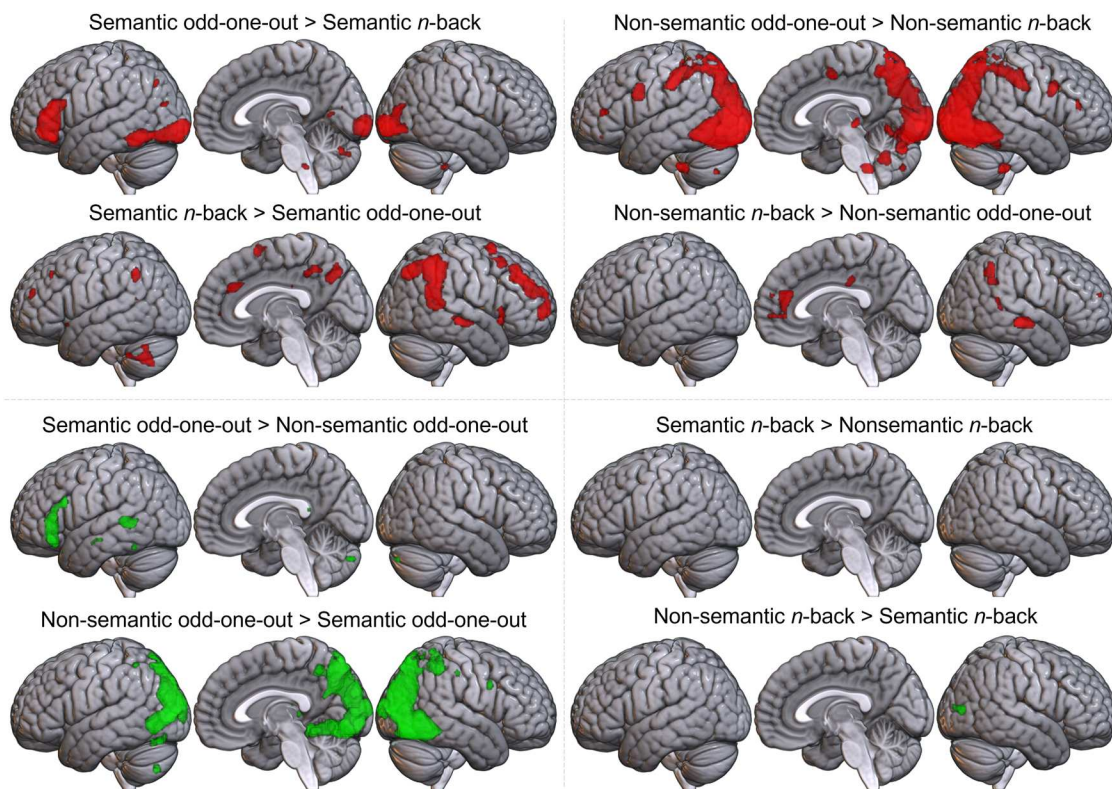 Semantic odd-one-out > Semantic n-back
Non-semantic odd-one-out > Non-semantic n-back
Semantic n-back > Semantic odd-one-out
Non-semantic n-back > Non-semantic odd-one-out
Semantic odd-one-out > Non-semantic odd-one-out
Semantic n-back > Nonsemantic n-back
Non-semantic odd-one-out > Semantic odd-one-out
Non-semantic n-back > Semantic n-back